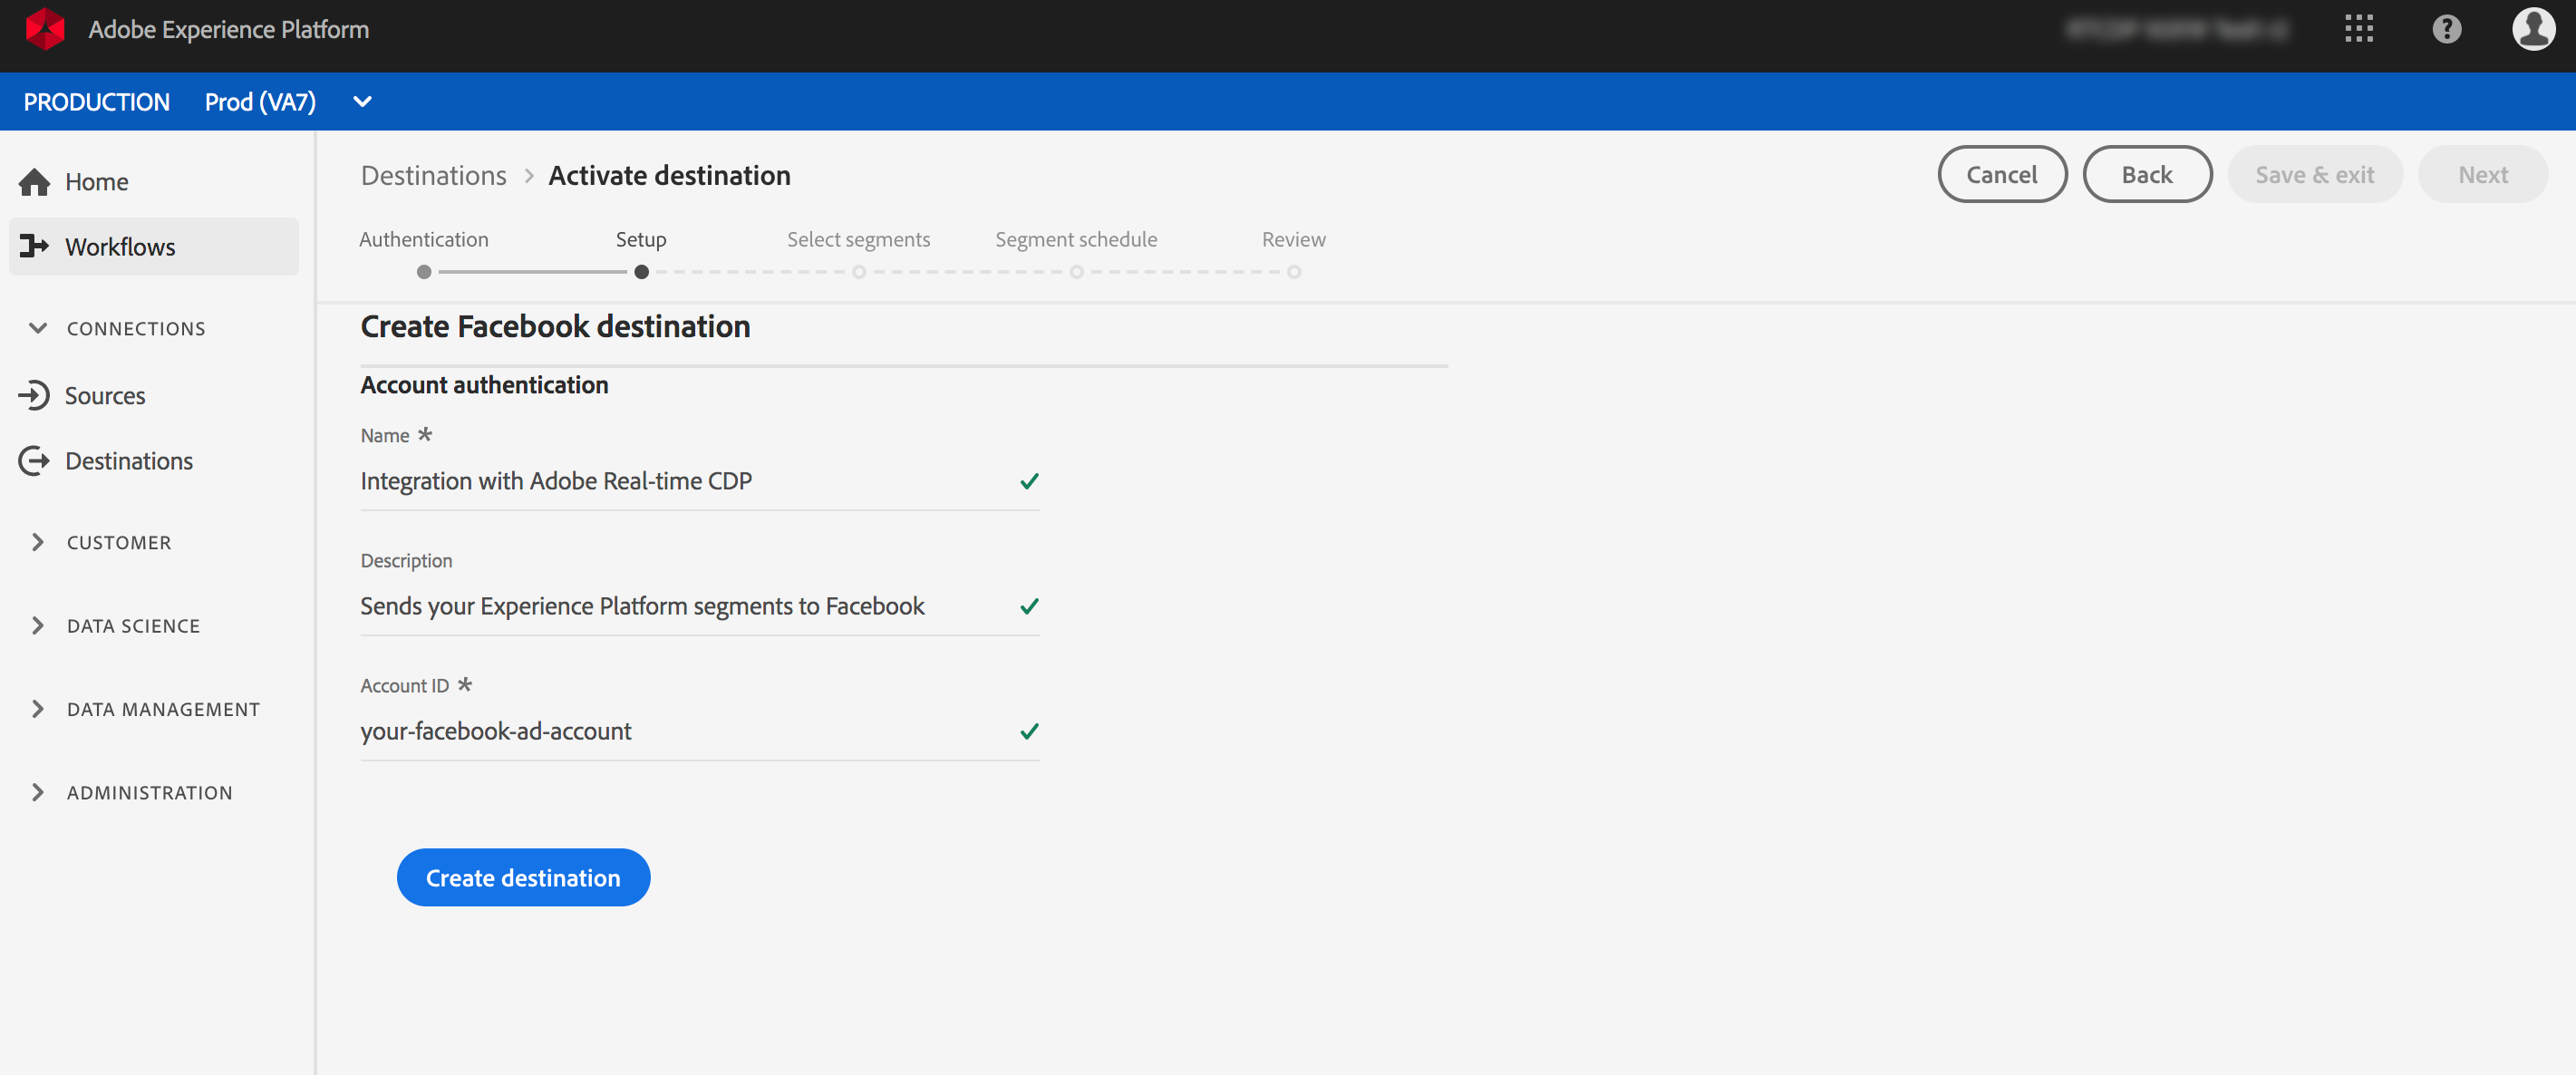 Adobe Experience Platform
PRODUCTION Prod (VA7)
Home
Workflows
CONNECTIONS
Sources
Destinations
CUSTOMER
DATA SCIENCE
DATA MANAGEMENT
ADMINISTRATION
Destinations > Activate destination
Cancel Back Save & exit Next
Authentication Setup Select segments Segment schedule Review
Create Facebook destination
Account authentication
Name *
Integration with Adobe Real-time CDP
Description
Sends your Experience Platform segments to Facebook
Account ID *
your-facebook-ad-account
Create destination